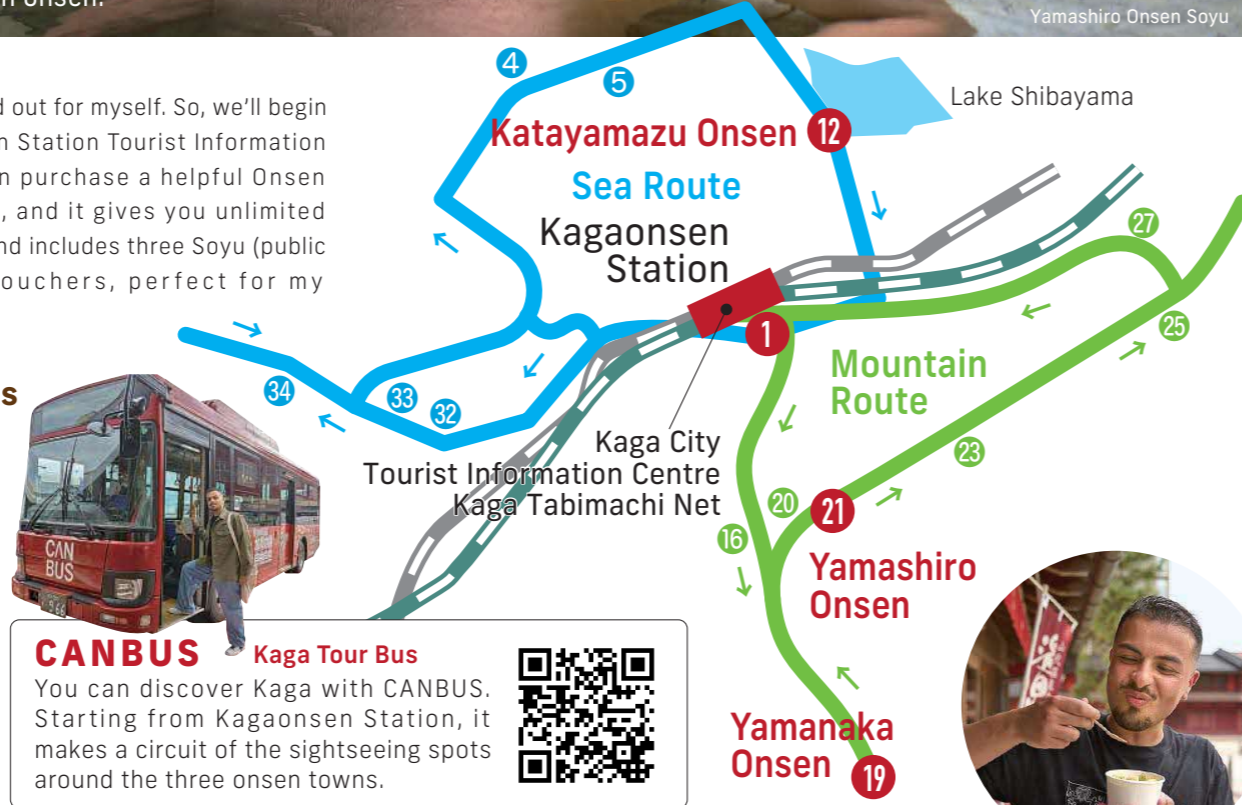 n onsen.
Yamashiro Onsen Soyu
d out for myself. So, we'll begin
n Station Tourist Information
n purchase a helpful Onsen
, and it gives you unlimited
nd includes three Soyu (public
ouchers, perfect for my
4
5
Lake Shibayama
Katayamazu Onsen 12
Sea Route
Kagaonsen
Station
27
1
25
Mountain
Route
34
33
32
s
Kaga City
Tourist Information Centre
Kaga Tabimachi Net
23
20
21
16
Yamashiro
Onsen
CAN
BUS
966
CANBUS Kaga Tour Bus
You can discover Kaga with CANBUS.
Starting from Kagaonsen Station, it
makes a circuit of the sightseeing spots
around the three onsen towns.
Yamanaka
Onsen 19